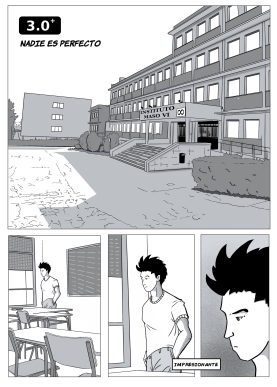 3.0+
NADIE ES PERFECTO
INSTITUTO
MASO VI
IMPRESIONANTE